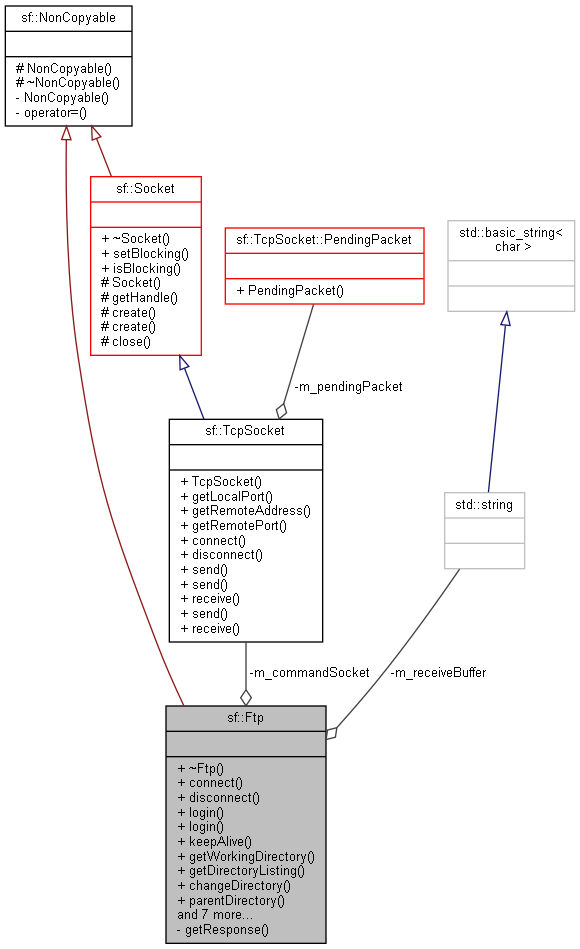 sf::NonCopyable
# NonCopyable()
# ~NonCopyable()
- NonCopyable()
- operator=()
sf::Socket
+ ~Socket()
+ setBlocking()
+ isBlocking()
# Socket()
# getHandle()
# create()
# create()
# close()
sf::TcpSocket::PendingPacket
+ PendingPacket()
std::basic_string<
char >
-m_pendingPacket
sf::TcpSocket
+ TcpSocket()
+ getLocalPort()
+ getRemoteAddress()
+ getRemotePort()
+ connect()
+ disconnect()
+ send()
+ send()
+ receive()
+ send()
+ receive()
std::string
-m_commandSocket
-m_receiveBuffer
sf::Ftp
+ ~Ftp()
+ connect()
+ disconnect()
+ login()
+ login()
+ keepAlive()
+ getWorkingDirectory()
+ getDirectoryListing()
+ changeDirectory()
+ parentDirectory()
and 7 more...
- getResponse()